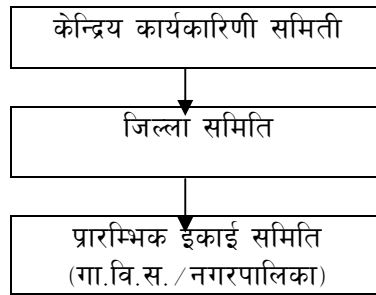 केन्द्रिय कार्यकारिणी समिती
जिल्ला समिति
प्रारम्भिक ईकाई समिति
(गा.वि.स./नगरपालिका)